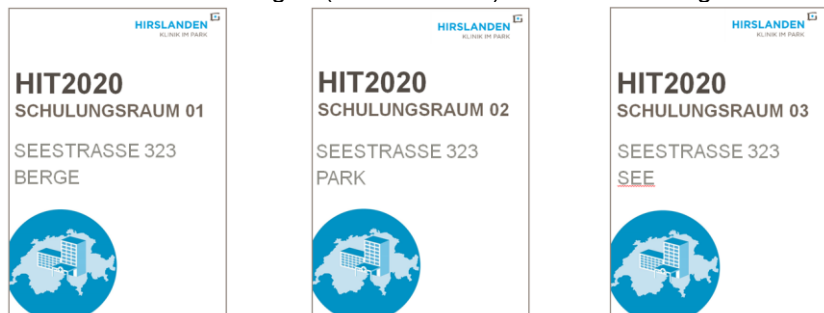 HIRSLANDEN
KLINIK IM PARK
HIT2020
SCHULUNGSRAUM 01
SEESTRASSE 323
BERGE
HIRSLANDEN
KLINIK IM PARK
HIT2020
SCHULUNGSRAUM 02
SEESTRASSE 323
PARK
HIRSLANDEN
KLINIK IM PARK
HIT2020
SCHULUNGSRAUM 03
SEESTRASSE 323
SEE